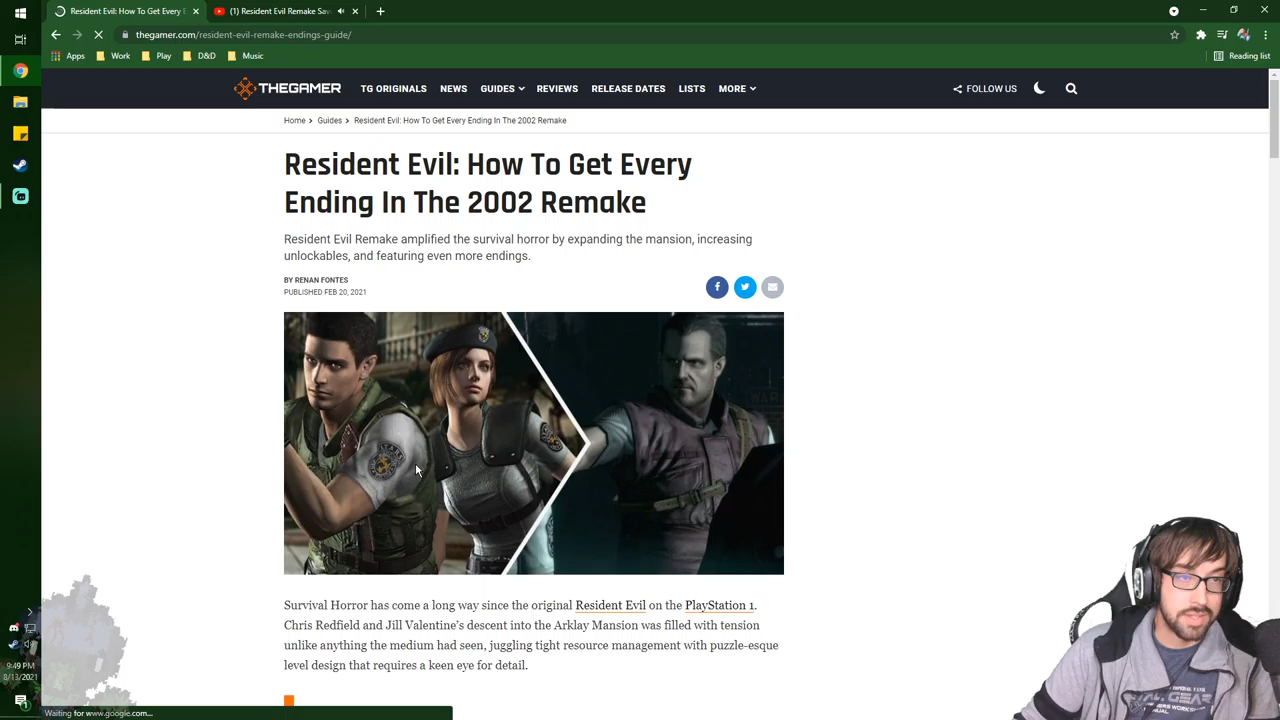 Resident Evil: How To Get Every E
(1) Resident Evil Remake Sav
thegamer.com/resident-evil-remake-endings-guide/
Apps Work Play D&D Music Reading list
THEGAMER TG ORIGINALS NEWS GUIDES REVIEWS RELEASE DATES LISTS MORE FOLLOW US
Home Guides Resident Evil: How To Get Every Ending In The 2002 Remake
Resident Evil: How To Get Every
Ending In The 2002 Remake
Resident Evil Remake amplified the survival horror by expanding the mansion, increasing
unlockables, and featuring even more endings.
BY RENAN FONTES
PUBLISHED FEB 20, 2021
Survival Horror has come a long way since the original Resident Evil on the PlayStation 1.
Chris Redfield and Jill Valentine's descent into the Arklay Mansion was filled with tension
unlike anything the medium had seen, juggling tight resource management with puzzle-esque
level design that requires a keen eye for detail.
9:49 PM
8/13/2021
Waiting for www.google.com...